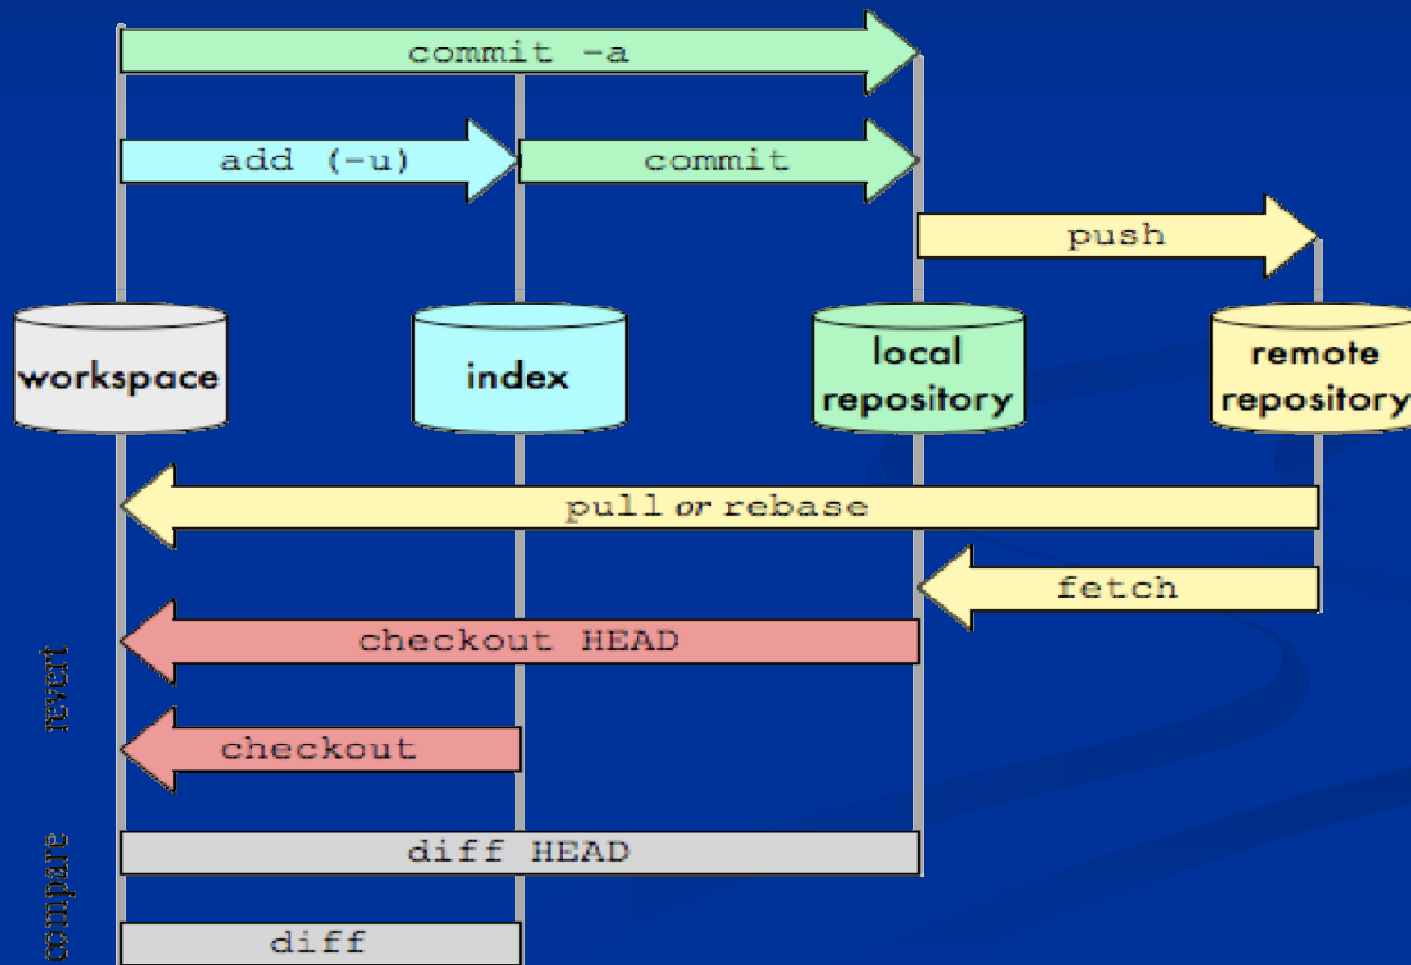 commit -a
add (-u)
commit
push
workspace
index
local
repository
remote
repository
pull or rebase
fetch
checkout HEAD
revert
checkout
diff HEAD
compare
diff